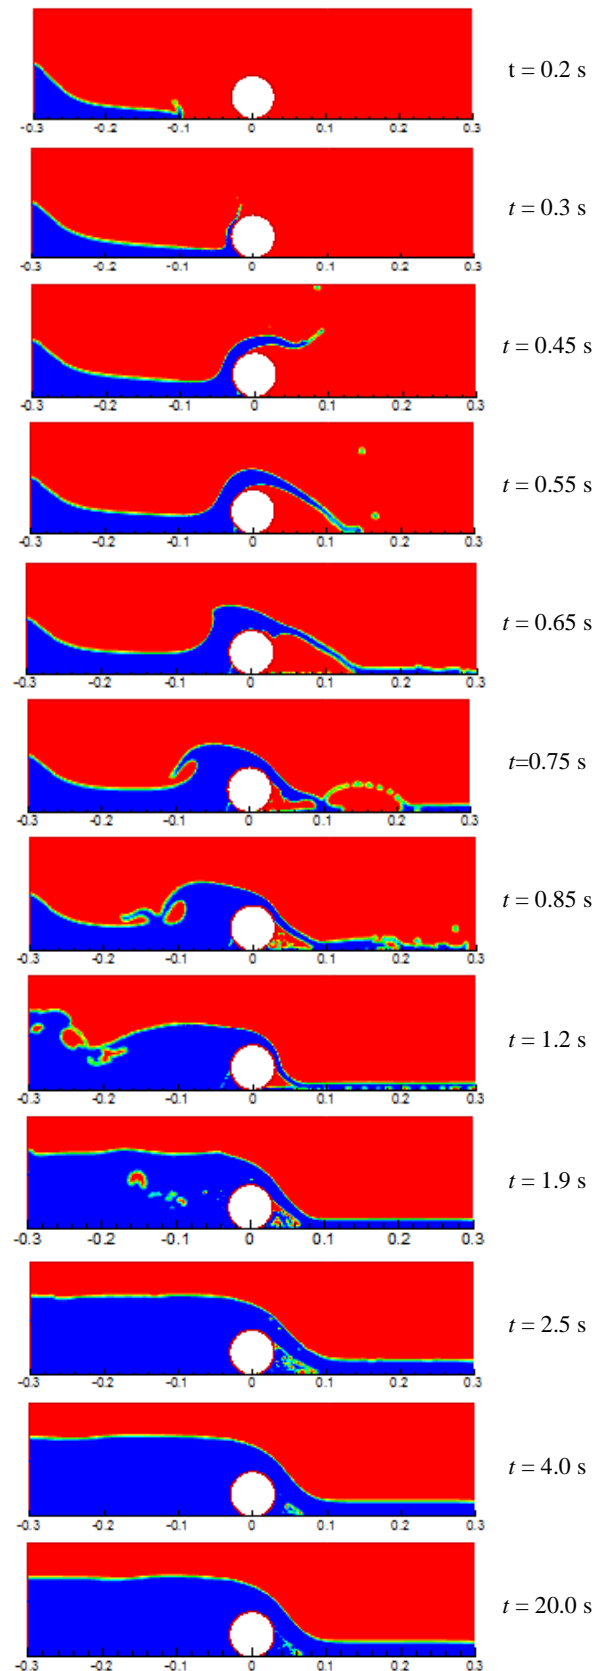 t = 0.2 s
-0.3 -0.2 -0.1 0 0.1 0.2 0.3
t = 0.3 s
-0.3 -0.2 -0.1 0 0.1 0.2 0.3
t = 0.45 s
-0.3 -0.2 -0.1 0 0.1 0.2 0.3
t = 0.55 s
-0.3 -0.2 -0.1 0 0.1 0.2 0.3
t = 0.65 s
-0.3 -0.2 -0.1 0 0.1 0.2 0.3
t=0.75 s
-0.3 -0.2 -0.1 0 0.1 0.2 0.3
t = 0.85 s
-0.3 -0.2 -0.1 0 0.1 0.2 0.3
t = 1.2 s
-0.3 -0.2 -0.1 0 0.1 0.2 0.3
t = 1.9 s
-0.3 -0.2 -0.1 0 0.1 0.2 0.3
t = 2.5 s
-0.3 -0.2 -0.1 0 0.1 0.2 0.3
t = 4.0 s
-0.3 -0.2 -0.1 0 0.1 0.2 0.3
t = 20.0 s
-0.3 -0.2 -0.1 0 0.1 0.2 0.3